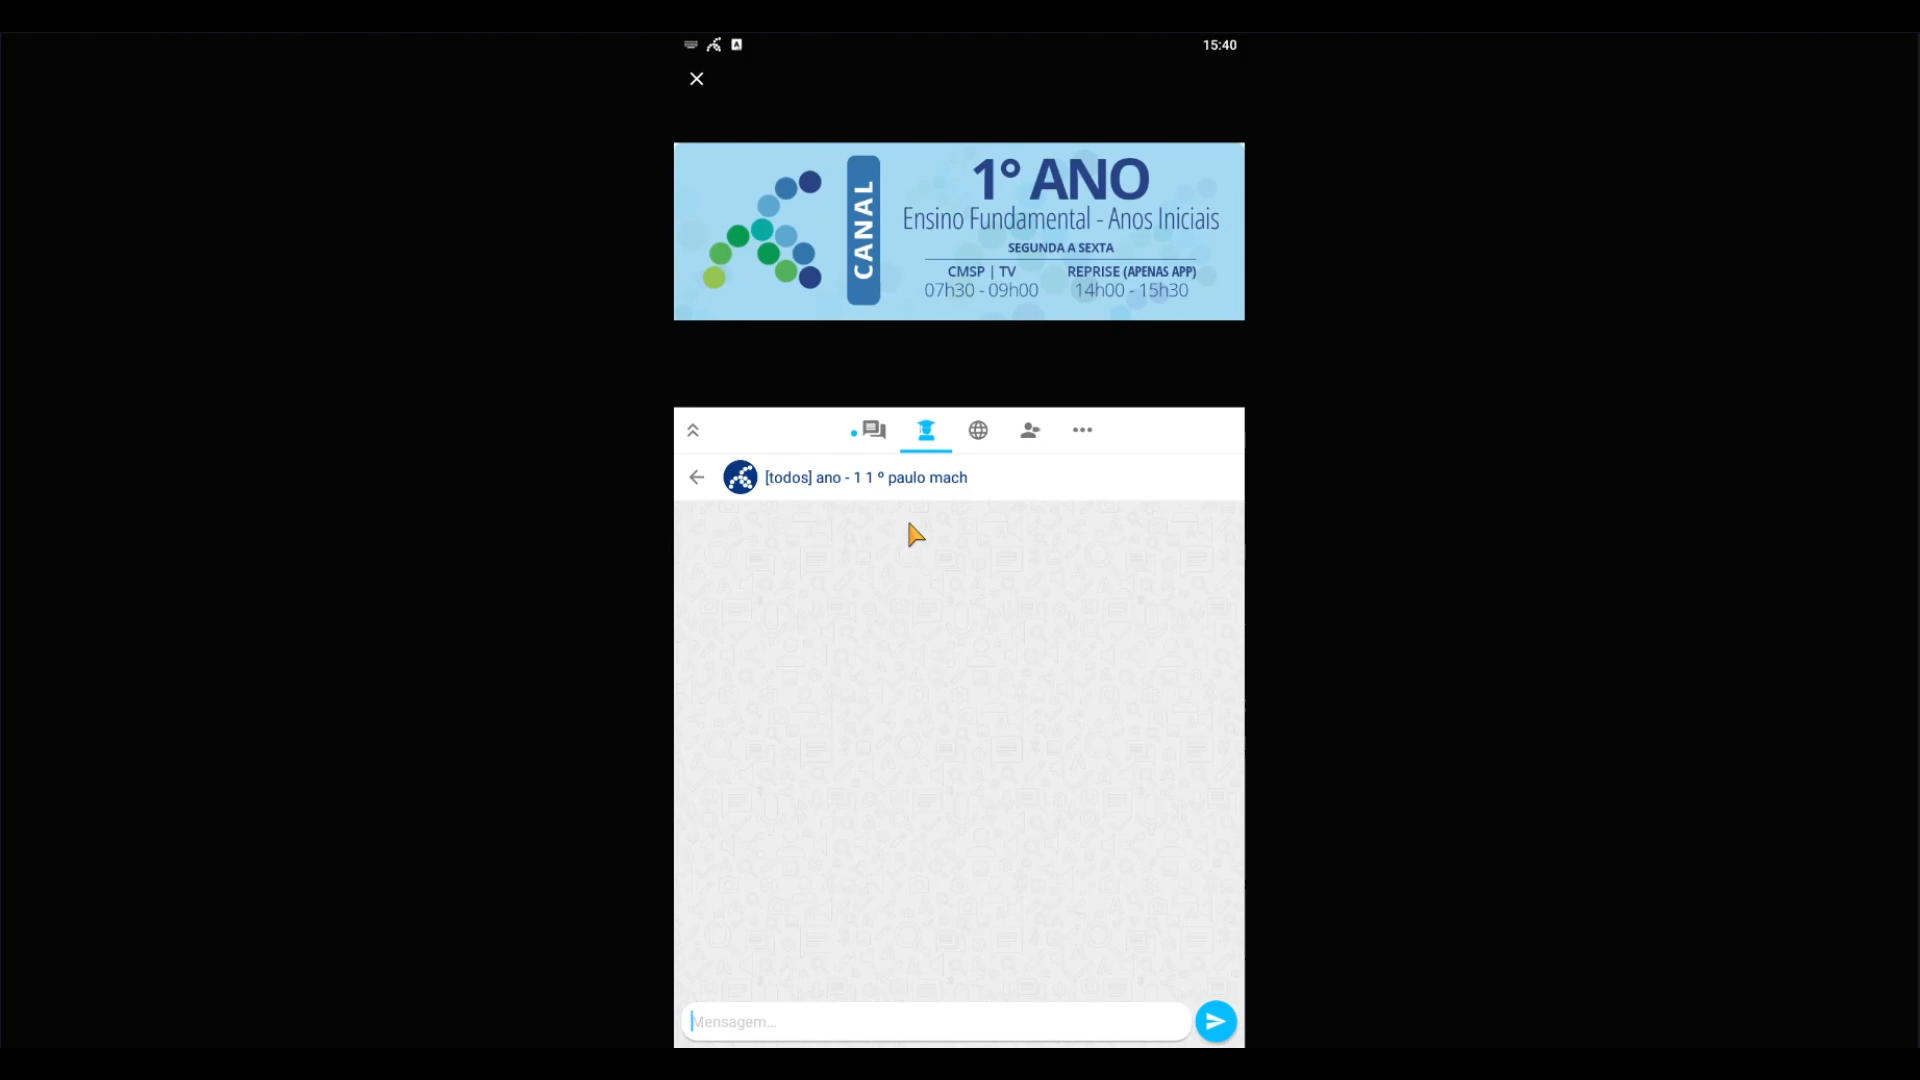 15:40
CANAL
1° ANO
Ensino Fundamental - Anos Iniciais
SEGUNDA A SEXTA
CMSP | TV
REPRISE (APENAS APP)
07h30 - 09h00
14h00 - 15h30
[todos] ano - 1 1 º paulo mach
Mensagem...